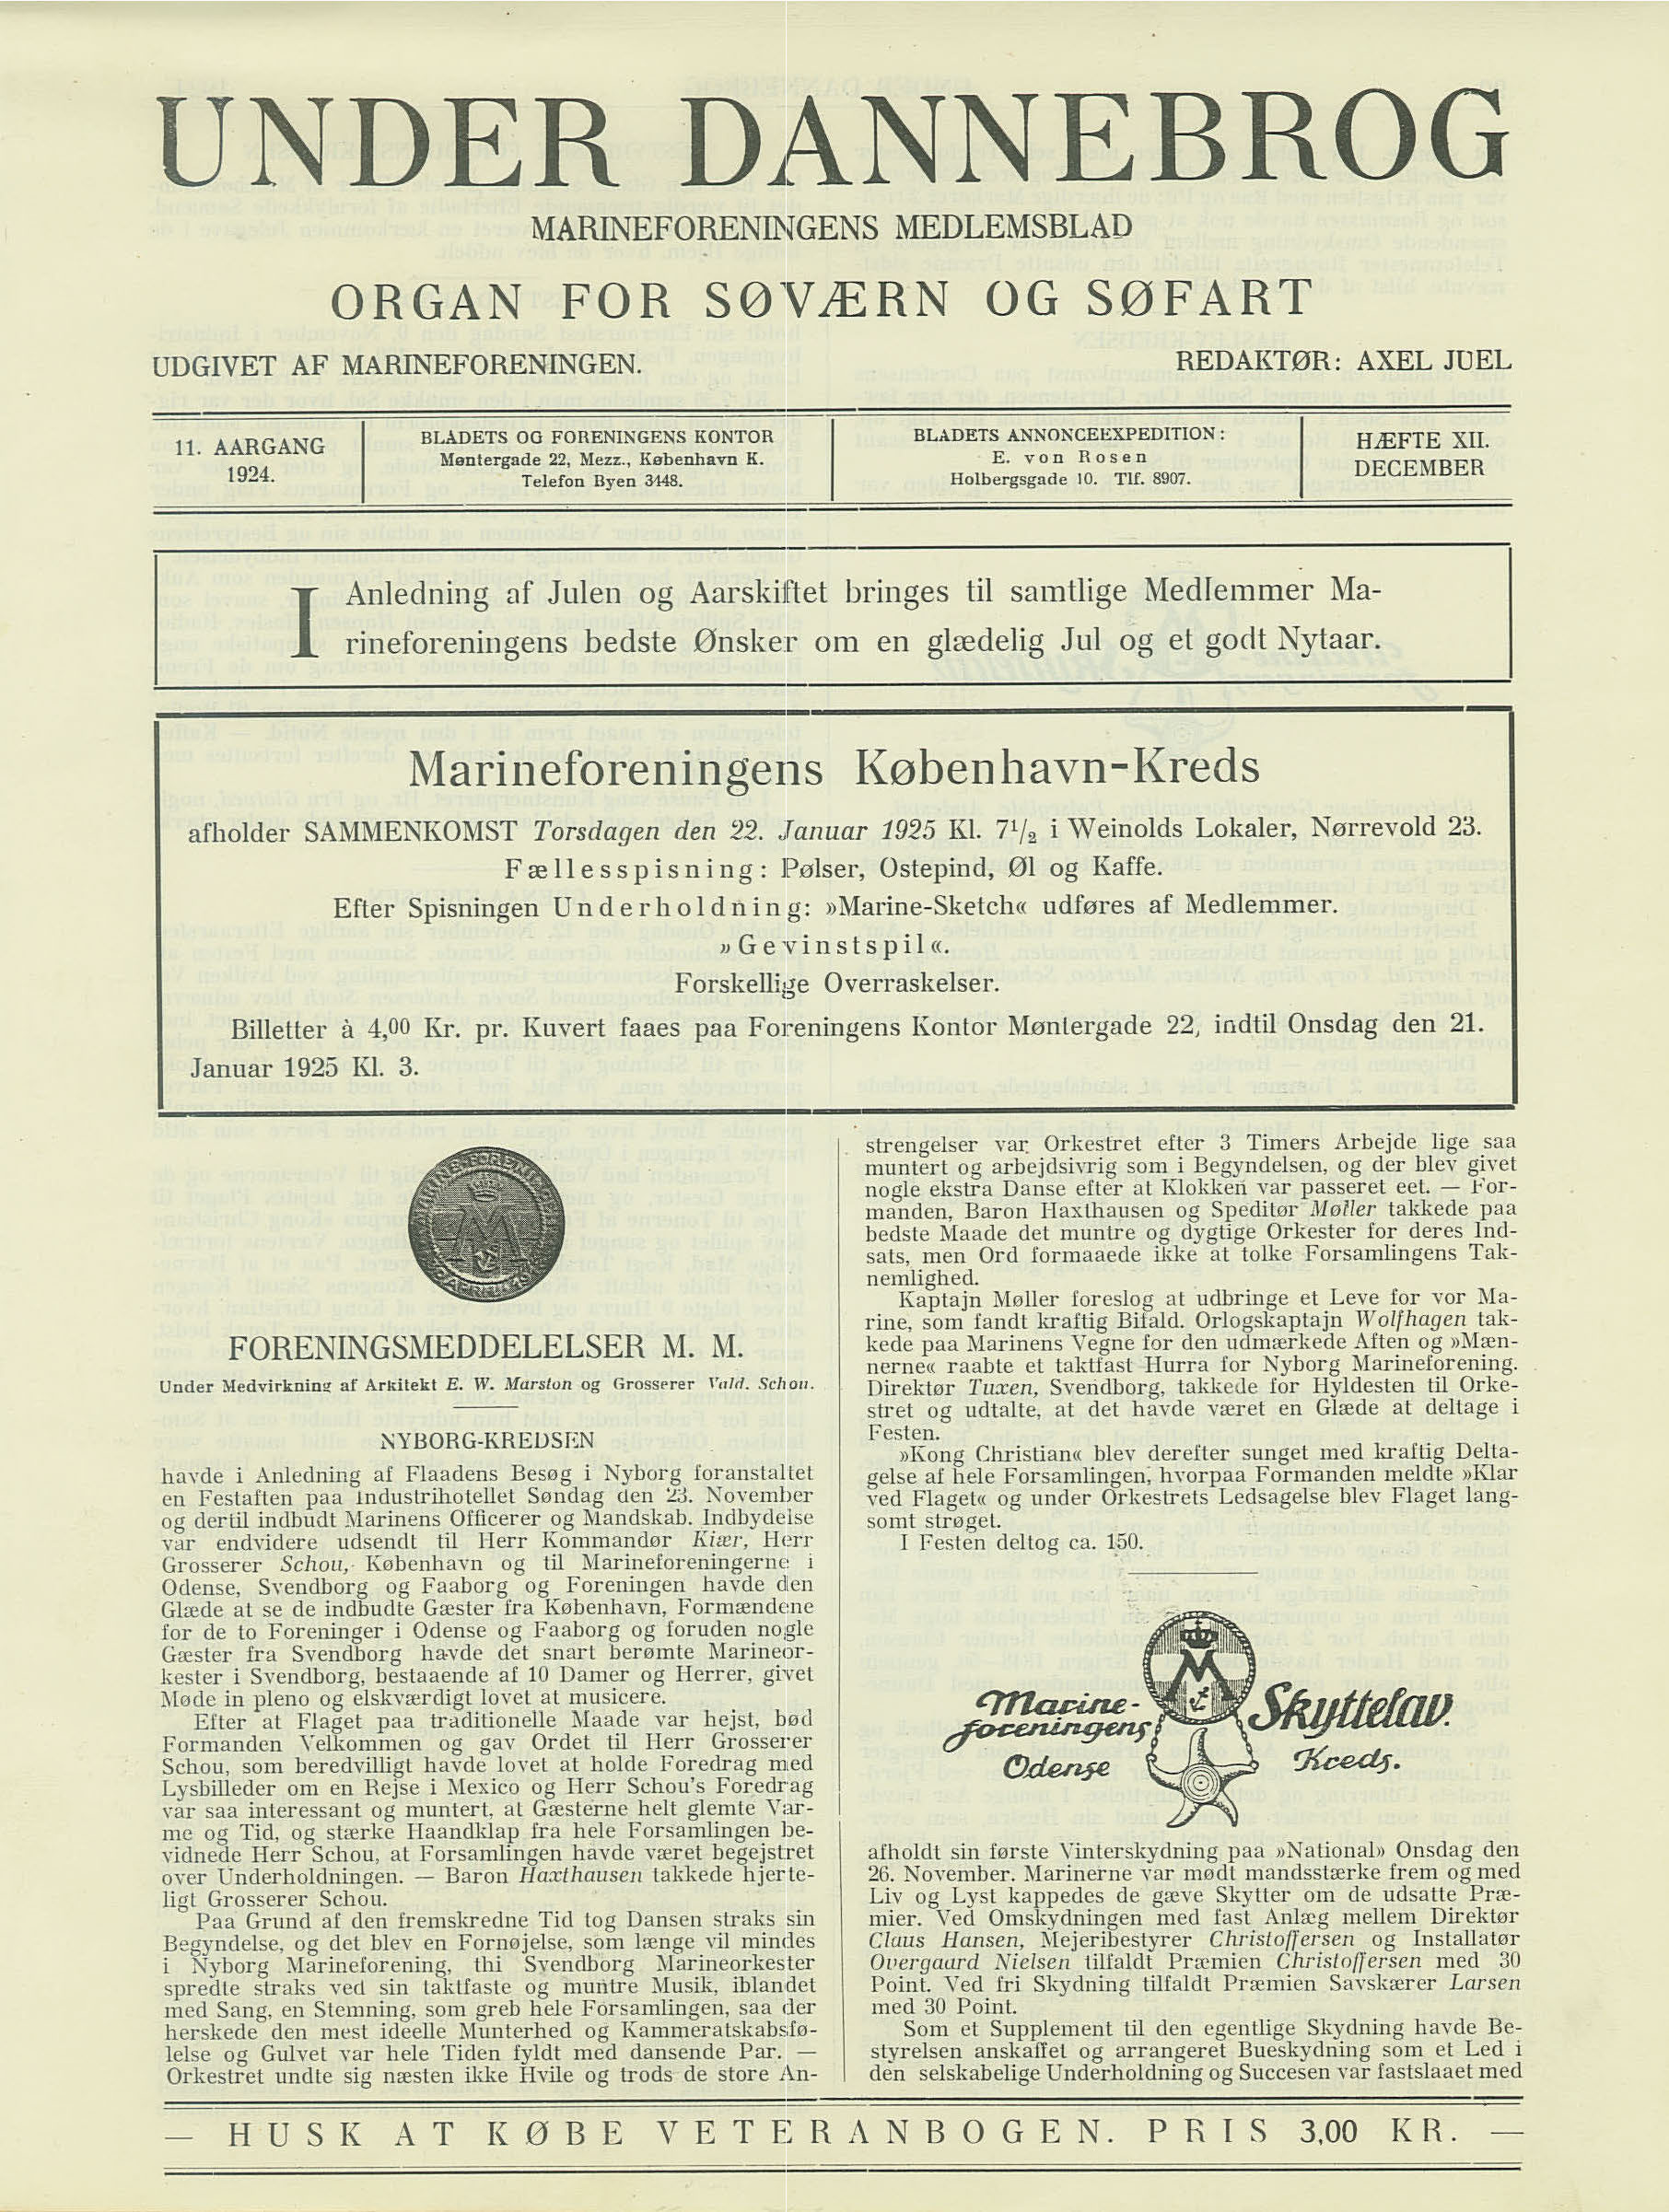 UNDER DANNEBROG
MARINEFORENINGENS MEDLEMSBLAD
ORGAN FOR SØVÆRN OG SØFART
UDGIVET AF MARINEFORENINGEN.
REDAKTØR: AXEL JUEL
11. AARGANG
1924.
BLADETS OG FORENINGENS KONTOR
Møntergade 22, Mezz., København K.
Telefon Byen 3448.
BLADETS ANNONCEEXPEDITION:
E. von Rosen
Holbergsgade 10. Tlf. 8907.
HÆFTE XII.
DECEMBER
I Anledning af Julen og Aarskiftet bringes til samtlige Medlemmer Ma-
rineforeningens bedste Ønsker om en glædelig Jul og et godt Nytaar.
Marineforeningens København-Kreds
afholder SAMMENKOMST Torsdagen den 22. Januar 1925 Kl. 7½ i Weinolds Lokaler, Nørrevold 23.
Fællesspisning: Pølser, Ostepind, Øl og Kaffe.
Efter Spisningen Underholdning: »Marine-Sketch« udføres af Medlemmer.
»Gevinstspil«.
Forskellige Overraskelser.
Billetter à 4,00 Kr. pr. Kuvert faaes paa Foreningens Kontor Møntergade 22, indtil Onsdag den 21.
Januar 1925 Kl. 3.
FORENINGSMEDDELELSER M. M.
Under Medvirkning af Arkitekt E. W. Marston og Grosserer Vald. Schou.
NYBORG-KREDSEN
havde i Anledning af Flaadens Besøg i Nyborg foranstaltet
en Festaften paa Industrihotellet Søndag den 23. November
og dertil indbudt Marinens Officerer og Mandskab. Indbydelse
var endvidere udsendt til Herr Kommandør Kiær, Herr
Grosserer Schou, København og til Marineforeningerne i
Odense, Svendborg og Faaborg og Foreningen havde den
Glæde at se de indbudte Gæster fra København, Formændene
for de to Foreninger i Odense og Faaborg og foruden nogle
Gæster fra Svendborg havde det snart berømte Marineor-
kester i Svendborg, bestaaende af 10 Damer og Herrer, givet
Møde in pleno og elskværdigt lovet at musicere.
Efter at Flaget paa traditionelle Maade var hejst, bød
Formanden Velkommen og gav Ordet til Herr Grosserer
Schou, som beredvilligt havde lovet at holde Foredrag med
Lysbilleder om en Rejse i Mexico og Herr Schou's Foredrag
var saa interessant og muntert, at Gæsterne helt glemte Var-
me og Tid, og stærke Haandklap fra hele Forsamlingen be-
vidnede Herr Schou, at Forsamlingen havde været begejstret
over Underholdningen. — Baron Haxthausen takkede hjerte-
ligt Grosserer Schou.
Paa Grund af den fremskredne Tid tog Dansen straks sin
Begyndelse, og det blev en Fornøjelse, som længe vil mindes
i Nyborg Marineforening, thi Svendborg Marineorkester
spredte straks ved sin taktfaste og muntre Musik, iblandet
med Sang, en Stemning, som greb hele Forsamlingen, saa der
herskede den mest ideelle Munterhed og Kammeratskabsfø-
lelse og Gulvet var hele Tiden fyldt med dansende Par. —
Orkestret undte sig næsten ikke Hvile og trods de store An-
strengelser var Orkestret efter 3 Timers Arbejde lige saa
muntert og arbejdsivrig som i Begyndelsen, og der blev givet
nogle ekstra Danse efter at Klokken var passeret eet. — For-
manden, Baron Haxthausen og Speditør Møller takkede paa
bedste Maade det muntre og dygtige Orkester for deres Ind-
sats, men Ord formaaede ikke at tolke Forsamlingens Tak-
nemlighed.
Kaptajn Møller foreslog at udbringe et Leve for vor Ma-
rine, som fandt kraftig Bifald. Orlogskaptajn Wolfhagen tak-
kede paa Marinens Vegne for den udmærkede Aften og »Mæn-
nerne« raabte et taktfast Hurra for Nyborg Marineforening.
Direktør Tuxen, Svendborg, takkede for Hyldesten til Orke-
stret og udtalte, at det havde været en Glæde at deltage i
Festen.
»Kong Christian« blev derefter sunget med kraftig Delta-
gelse af hele Forsamlingen, hvorpaa Formanden meldte »Klar
ved Flaget« og under Orkestrets Ledsagelse blev Flaget lang-
somt strøget.
I Festen deltog ca. 150.
Marine-
foreningens Skyttelav.
Odense Kreds.
afholdt sin første Vinterskydning paa »National» Onsdag den
26. November. Marinerne var mødt mandsstærke frem og med
Liv og Lyst kappedes de gæve Skytter om de udsatte Præ-
mier. Ved Omskydningen med fast Anlæg mellem Direktør
Claus Hansen, Mejeribestyrer Christoffersen og Installatør
Overgaard Nielsen tilfaldt Præmien Christoffersen med 30
Point. Ved fri Skydning tilfaldt Præmien Savskærer Larsen
med 30 Point.
Som et Supplement til den egentlige Skydning havde Be-
styrelsen anskaffet og arrangeret Bueskydning som et Led i
den selskabelige Underholdning og Succesen var fastslaaet med
— HUSK AT KØBE VETERANBOGEN. PRIS 3,00 KR. —